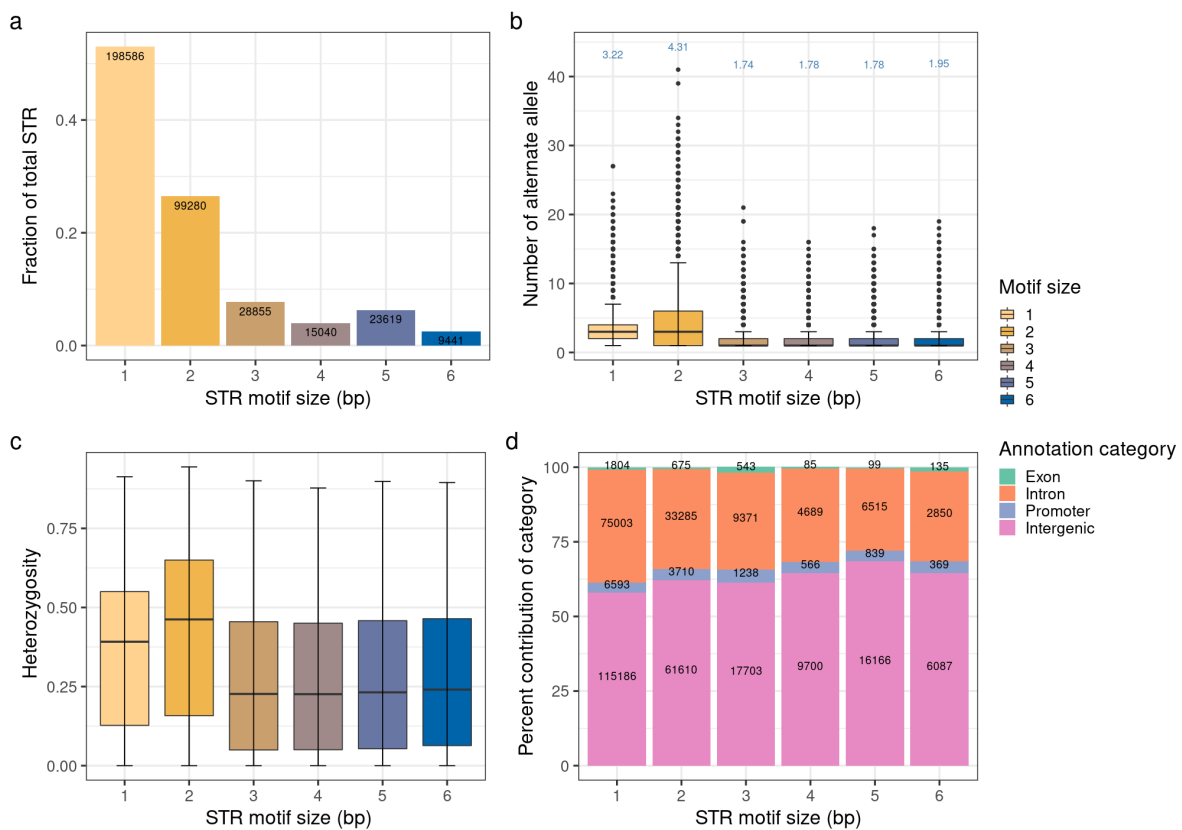 a
Fraction of total STR
0.4
0.2
0.0
198586
99280
28855
15040
23619
9441
1 2 3 4 5 6
STR motif size (bp)
b
Number of alternate allele
40
30
20
10
0
3.22 4.31 1.74 1.78 1.78 1.95
1 2 3 4 5 6
STR motif size (bp)
Motif size
1
2
3
4
5
6
c
Heterozygosity
0.75
0.50
0.25
0.00
1 2 3 4 5 6
STR motif size (bp)
d
Percent contribution of category
100
75
50
25
0
1804 675 543 85 99 135
75003 33285 9371 4689 6515 2850
6593 3710 1238 566 839 369
115186 61610 17703 9700 16166 6087
1 2 3 4 5 6
STR motif size (bp)
Annotation category
Exon
Intron
Promoter
Intergenic